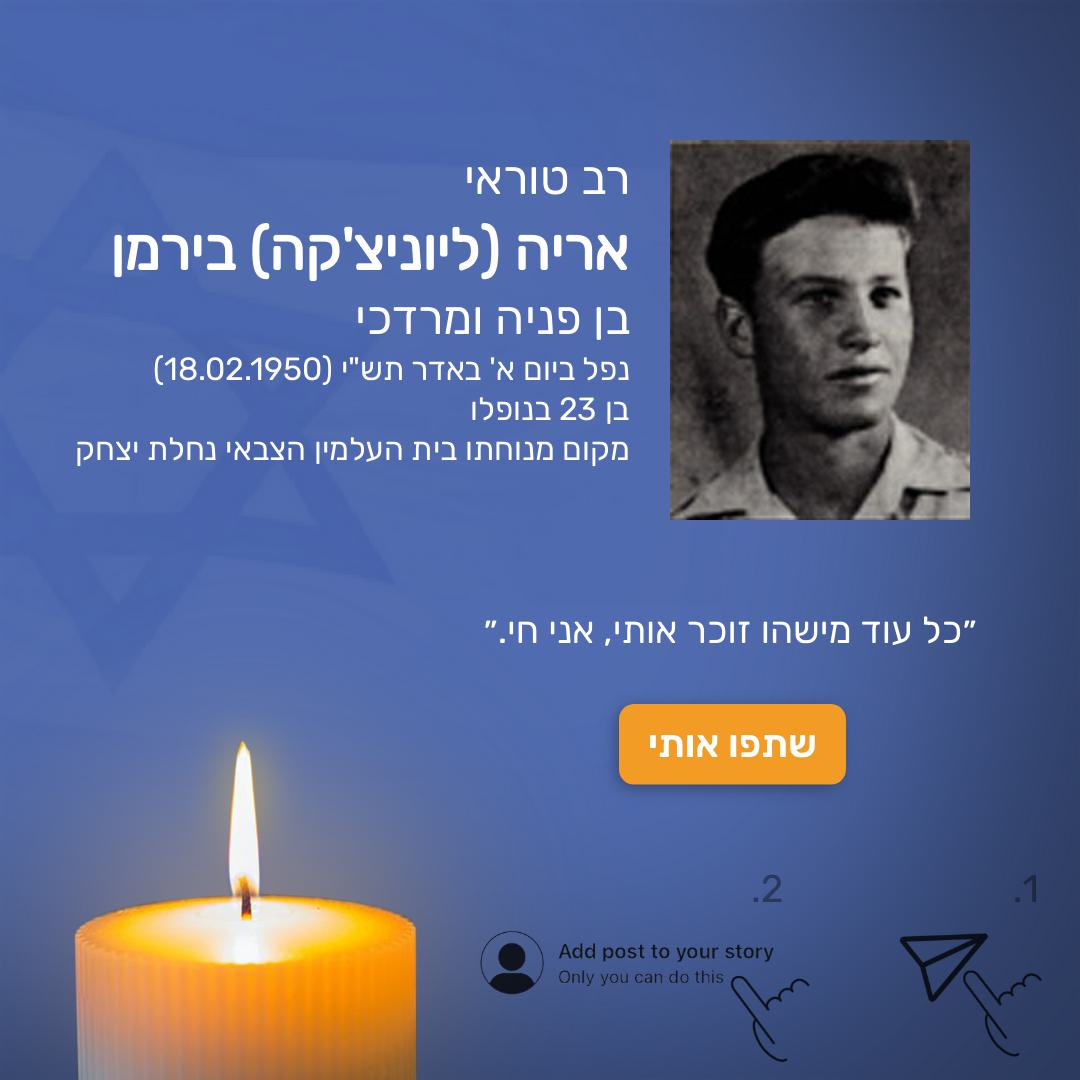 רב טוראי
אריה (ליוניצ'קה) בירמן
בן פניה ומרדכי
נפל ביום א' באדר תש"י (18.02.1950)
בן 23 בנופלו
מקום מנוחתו בית העלמין הצבאי נחלת יצחק
״כל עוד מישהו זוכר אותי, אני חי.״
שתפו אותי
1.
2.
Add post to your story
Only you can do this